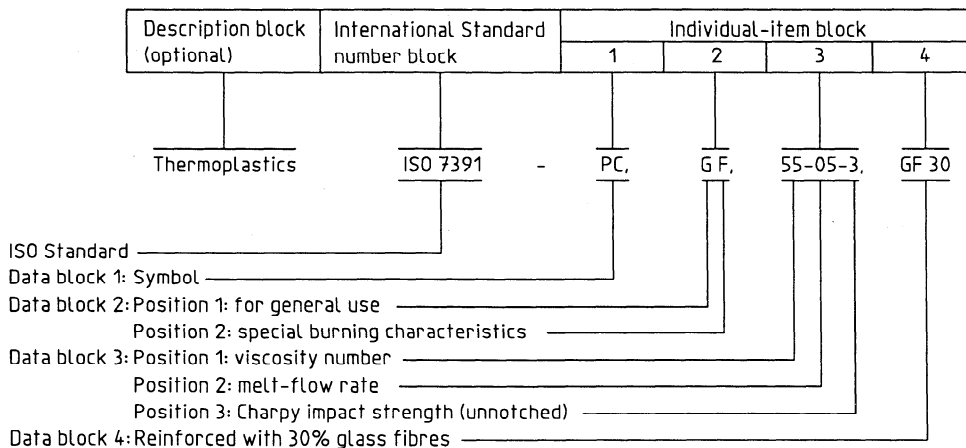 Description block International Standard Individual-item block
(optional) number block 1 2 3 4
Thermoplastics ISO 7391 - PC, G F, 55-05-3, GF 30
ISO Standard
Data block 1: Symbol
Data block 2: Position 1: for general use
Position 2: special burning characteristics
Data block 3: Position 1: viscosity number
Position 2: melt-flow rate
Position 3: Charpy impact strength (unnotched)
Data block 4: Reinforced with 30% glass fibres